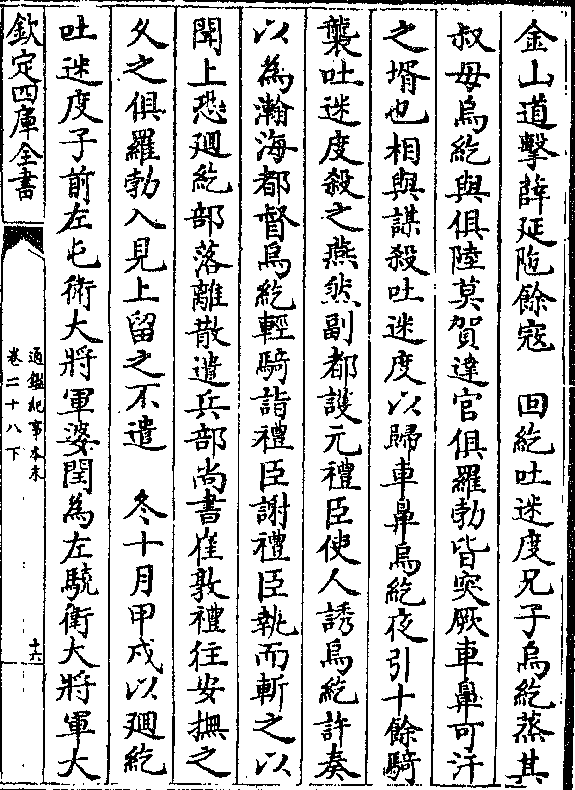 金山道擊薛延陁餘寇　回紇吐迷度兄子烏紇蒸其
叔母烏紇與俱陸莫賀達官俱羅勃皆突厥車鼻可汗
之壻也相與謀殺吐迷度以歸車鼻烏紇夜引十餘騎
襲吐迷度殺之燕然副都護元禮臣使人誘烏紇許奏
以為瀚海都督烏紇輕騎詣禮臣謝禮臣執而斬之以
聞上恐廻紇部落離散遣兵部尚書崔敦禮往安撫之
久之俱羅勃入見上留之不遣　冬十月甲戍以廻紇
吐迷度子前左屯衛大將軍婆閏為左驍衛大將軍大
欽定四庫全書
通鑑紀事本末
卷二十八下
十六